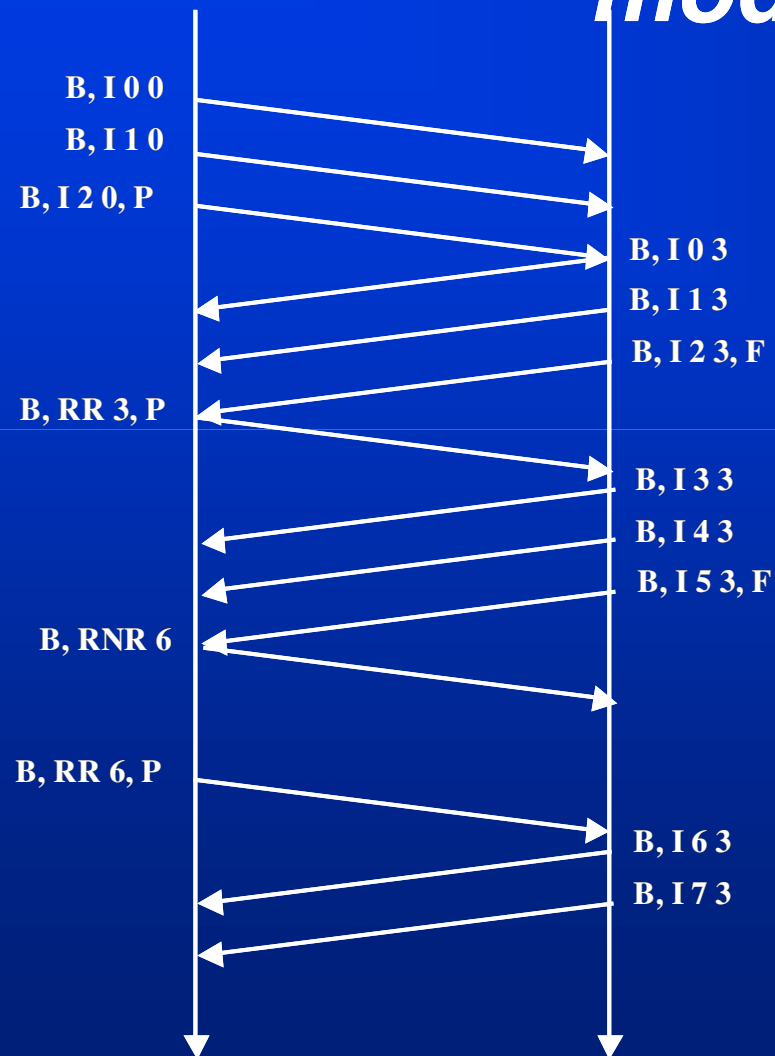 B, I 0 0
B, I 1 0
B, I 2 0, P
B, I 0 3
B, I 1 3
B, I 2 3, F
B, RR 3, P
B, I 3 3
B, I 4 3
B, I 5 3, F
B, RNR 6
B, RR 6, P
B, I 6 3
B, I 7 3